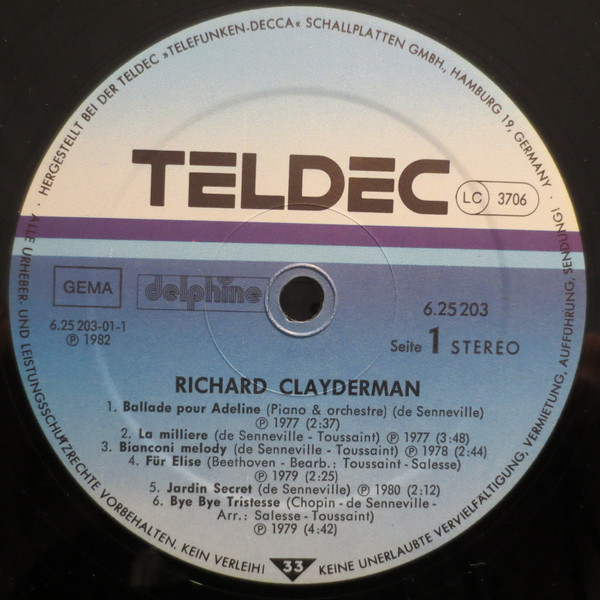 · HERGESTELLT BEI DER TELDEC »TELEFUNKEN-DECCA« SCHALLPLATTEN GMBH., HAMBURG 19, GERMANY ·
TELDEC
LC 3706
GEMA
delphine
6.25 203
6.25 203-01-1
℗ 1982
Seite 1 STEREO
RICHARD CLAYDERMAN
1. Ballade pour Adeline (Piano & orchestre) (de Senneville)
℗ 1977 (2:37)
2. La milliere (de Senneville - Toussaint) ℗ 1977 (3:48)
3. Bianconi melody (de Senneville - Toussaint) ℗ 1978 (2:44)
4. Für Elise (Beethoven - Bearb.: Toussaint - Salesse)
℗ 1979 (2:25)
5. Jardin Secret (de Senneville) ℗ 1980 (2:12)
6. Bye Bye Tristesse (Chopin - de Senneville -
Arr.: Salesse - Toussaint)
℗ 1979 (4:42)
33
ALLE URHEBER- UND LEISTUNGSSCHUTZRECHTE VORBEHALTEN. KEIN VERLEIH! KEINE UNERLAUBTE VERVIELFÄLTIGUNG, VERMIETUNG, AUFFÜHRUNG, SENDUNG!